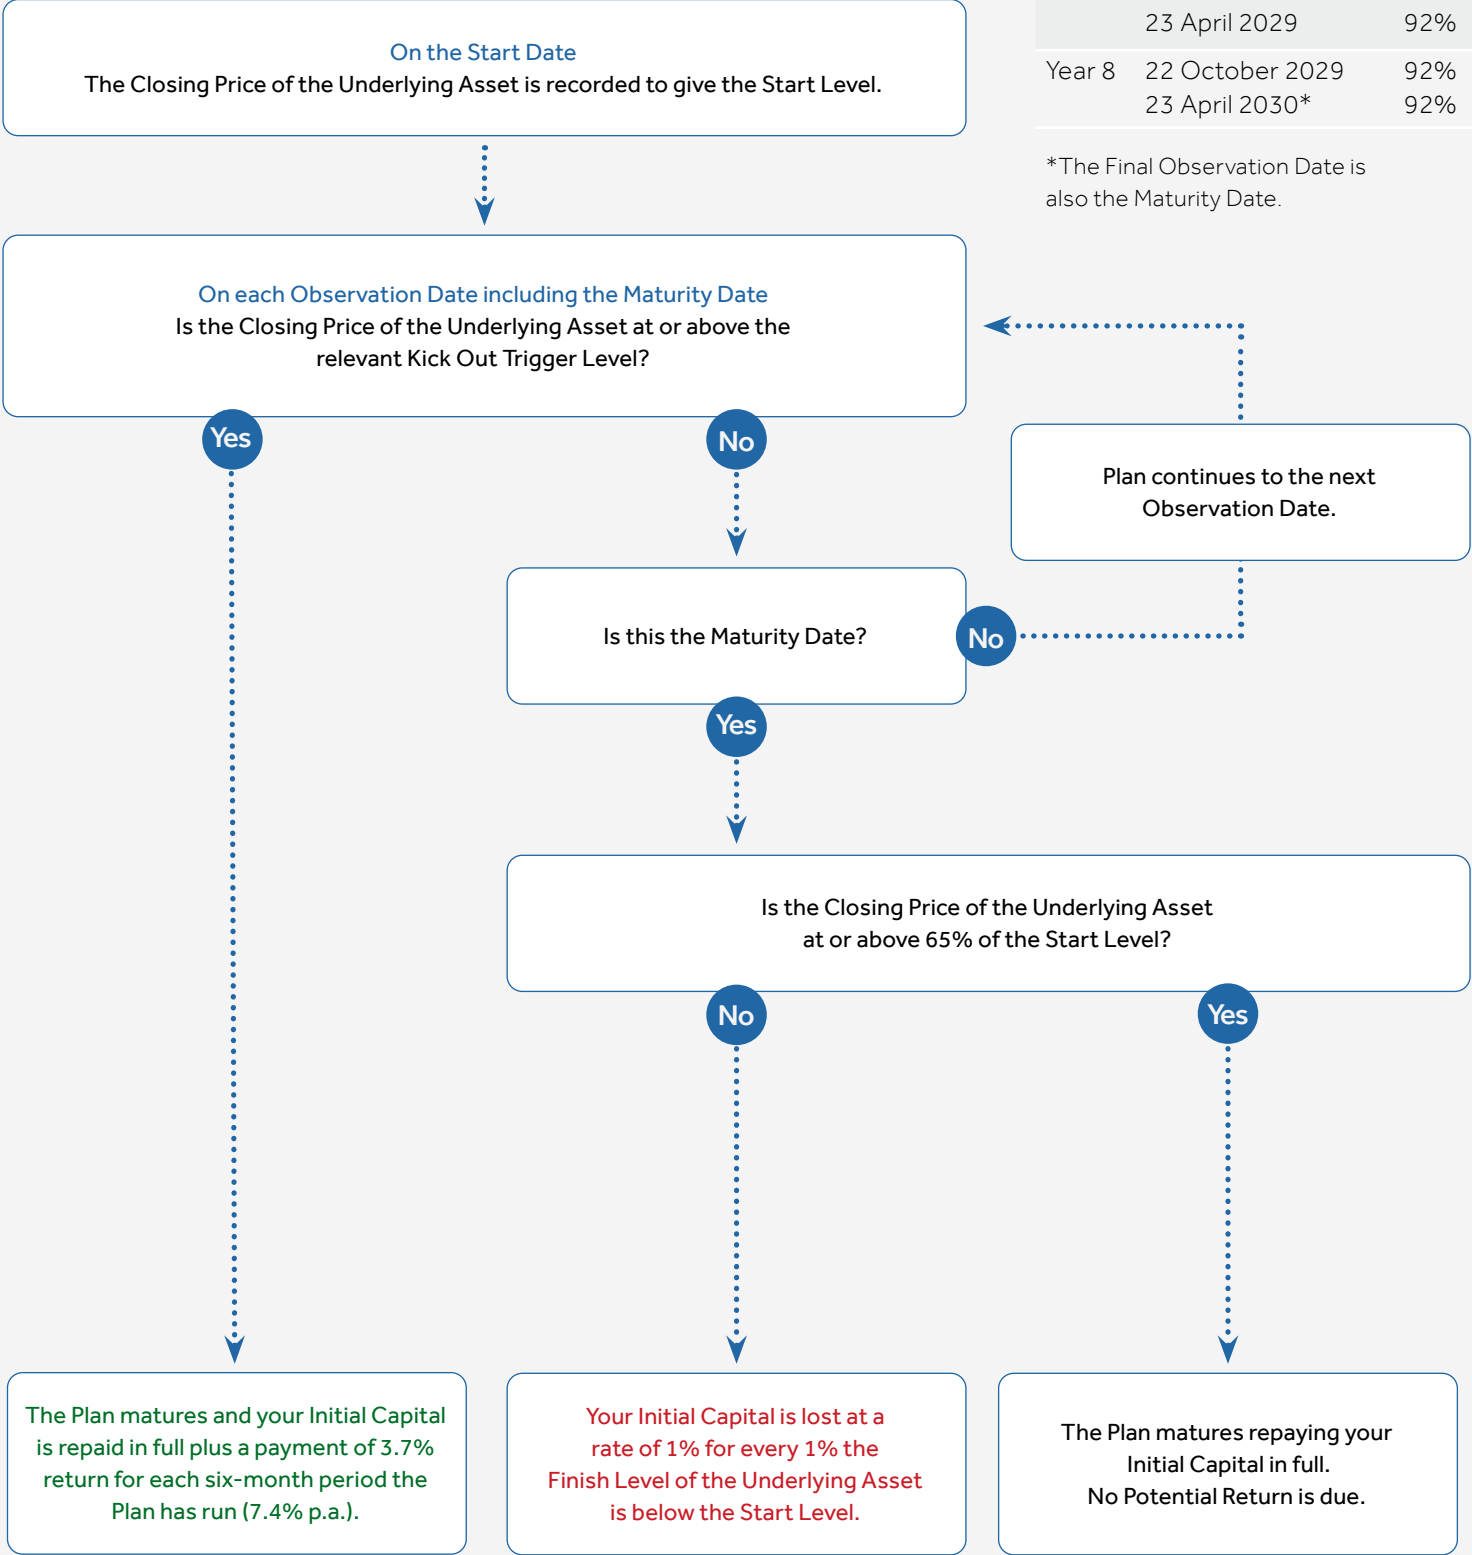 On the Start Date
The Closing Price of the Underlying Asset is recorded to give the Start Level.
23 April 2029 92%
Year 8 22 October 2029 92%
23 April 2030* 92%
*The Final Observation Date is
also the Maturity Date.
On each Observation Date including the Maturity Date
Is the Closing Price of the Underlying Asset at or above the
relevant Kick Out Trigger Level?
Yes
No
Plan continues to the next
Observation Date.
Is this the Maturity Date?
No
Yes
Is the Closing Price of the Underlying Asset
at or above 65% of the Start Level?
No
Yes
The Plan matures and your Initial Capital
is repaid in full plus a payment of 3.7%
return for each six-month period the
Plan has run (7.4% p.a.).
Your Initial Capital is lost at a
rate of 1% for every 1% the
Finish Level of the Underlying Asset
is below the Start Level.
The Plan matures repaying your
Initial Capital in full.
No Potential Return is due.